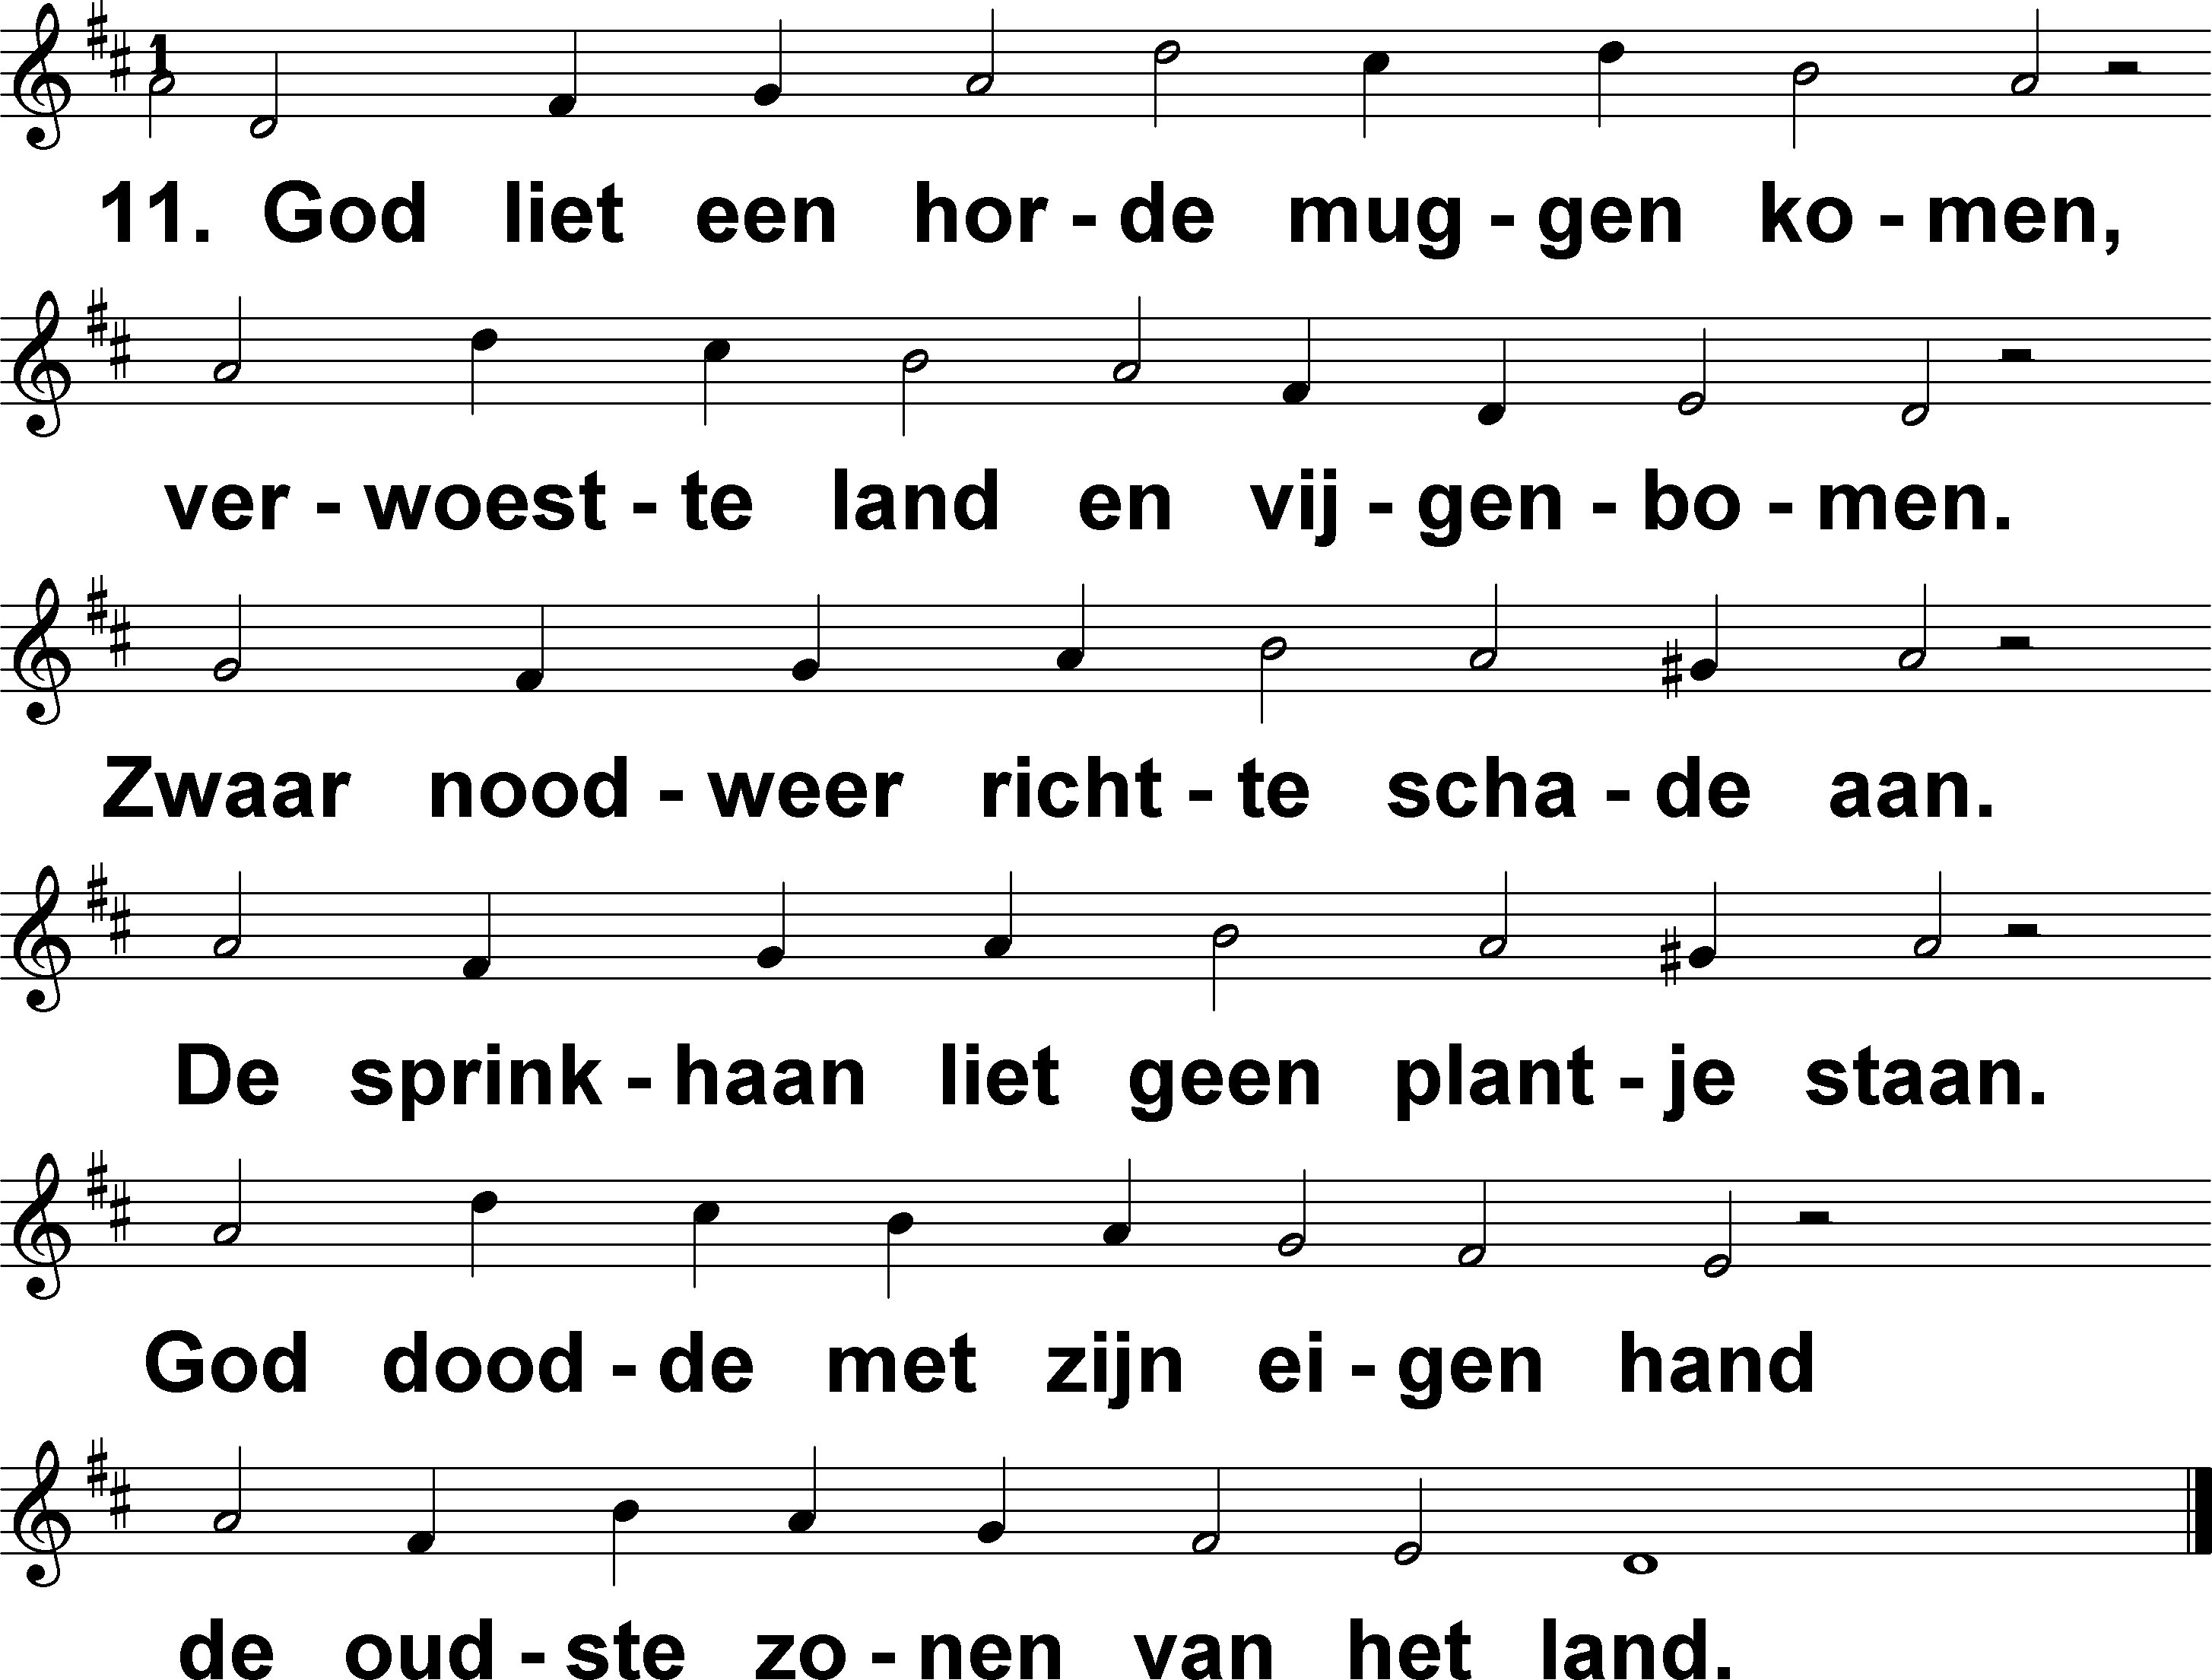 1
11. God liet een hor - de mug - gen ko - men,
ver - woest - te land en vij - gen - bo - men.
Zwaar nood - weer richt - te scha - de aan.
De sprink - haan liet geen plant - je staan.
God dood - de met zijn ei - gen hand
de oud - ste zo - nen van het land.